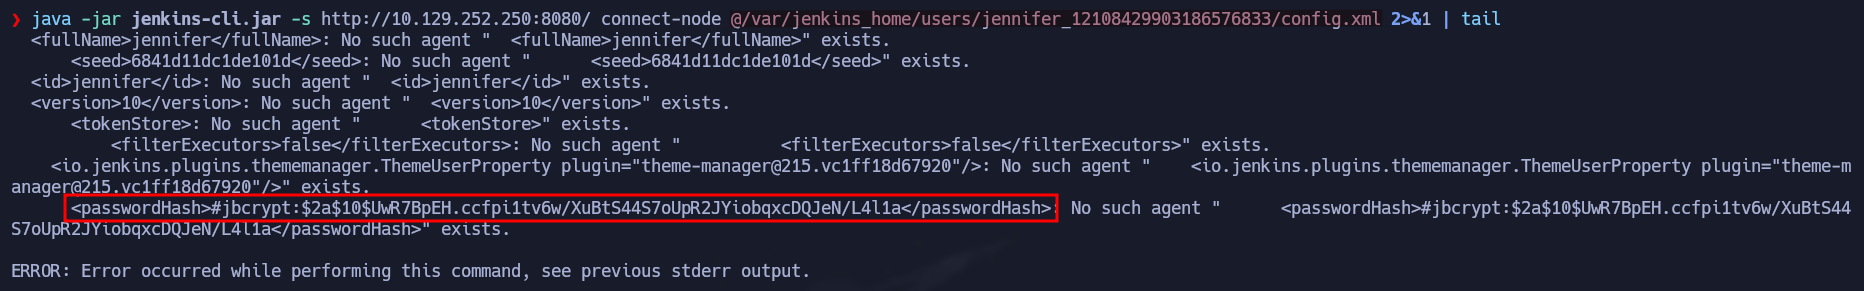 ❯ java -jar jenkins-cli.jar -s http://10.129.252.250:8080/ connect-node @/var/jenkins_home/users/jennifer_12108429903186576833/config.xml 2>&1 | tail
  <fullName>jennifer</fullName>: No such agent "  <fullName>jennifer</fullName>" exists.
      <seed>6841d11dc1de101d</seed>: No such agent "      <seed>6841d11dc1de101d</seed>" exists.
  <id>jennifer</id>: No such agent "  <id>jennifer</id>" exists.
  <version>10</version>: No such agent "  <version>10</version>" exists.
      <tokenStore>: No such agent "      <tokenStore>" exists.
          <filterExecutors>false</filterExecutors>: No such agent "          <filterExecutors>false</filterExecutors>" exists.
    <io.jenkins.plugins.thememanager.ThemeUserProperty plugin="theme-manager@215.vc1ff18d67920"/>: No such agent "    <io.jenkins.plugins.thememanager.ThemeUserProperty plugin="theme-m
anager@215.vc1ff18d67920"/>" exists.
      <passwordHash>#jbcrypt:$2a$10$UwR7BpEH.ccfpi1tv6w/XuBtS44S7oUpR2JYiobqxcDQJeN/L4l1a</passwordHash>: No such agent "      <passwordHash>#jbcrypt:$2a$10$UwR7BpEH.ccfpi1tv6w/XuBtS44
S7oUpR2JYiobqxcDQJeN/L4l1a</passwordHash>" exists.
ERROR: Error occurred while performing this command, see previous stderr output.